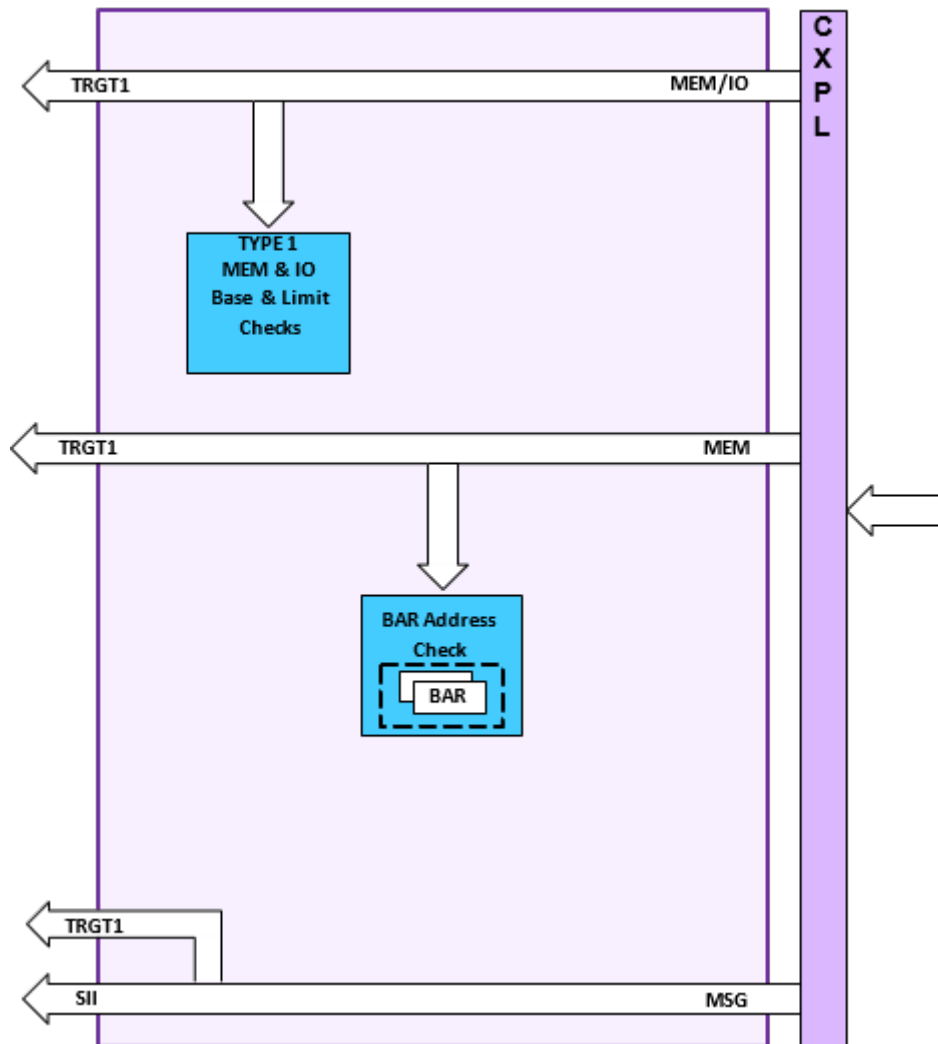 C
X
P
L
TRGT1 MEM/IO
TYPE 1
MEM & IO
Base & Limit
Checks
TRGT1 MEM
BAR Address
Check
BAR
TRGT1
SII MSG